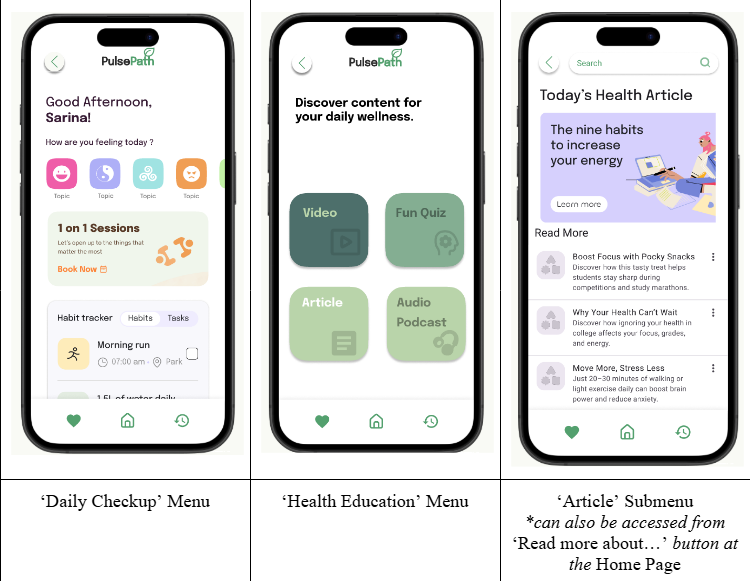 PulsePath
Good Afternoon,
Sarina!
How are you feeling today ?
Topic
Topic
Topic
Topic
1 on 1 Sessions
Let's open up to the things that
matter the most
Book Now
Habit tracker
Habits
Tasks
Morning run
07:00 am -
Park
1.5L of water daily
‘Daily Checkup’ Menu
PulsePath
Discover content for
your daily wellness.
Video
Fun Quiz
Article
Audio
Podcast
‘Health Education’ Menu
Search
Today's Health Article
The nine habits
to increase
your energy
Learn more
Read More
Boost Focus with Pocky Snacks
Discover how this tasty treat helps
students stay sharp during
competitions and study marathons.
Why Your Health Can't Wait
Discover how ignoring your health in
college affects your focus, grades,
and energy.
Move More, Stress Less
Just 20–30 minutes of walking or
light exercise daily can boost brain
power and reduce anxiety.
‘Article’ Submenu
*can also be accessed from
‘Read more about…’ button at
the Home Page